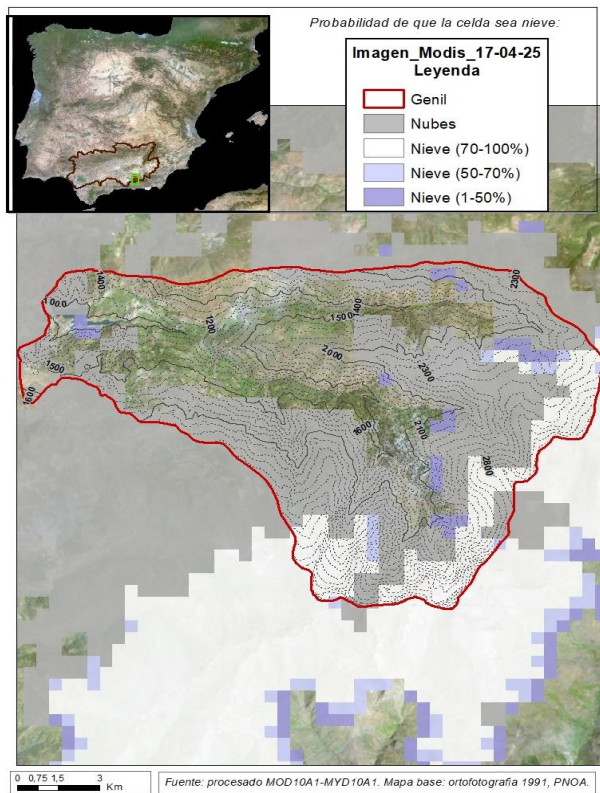 Probabilidad de que la celda sea nieve:
Imagen_Modis_17-04-25
Leyenda
Genil
Nubes
Nieve (70-100%)
Nieve (50-70%)
Nieve (1-50%)
1400
2300
1000
1400
1500
1200
2000
1500
2300
1600
1600
2100
2800
0 0,75 1,5 3
Km
Fuente: procesado MOD10A1-MYD10A1. Mapa base: ortofotografia 1991, PNOA.